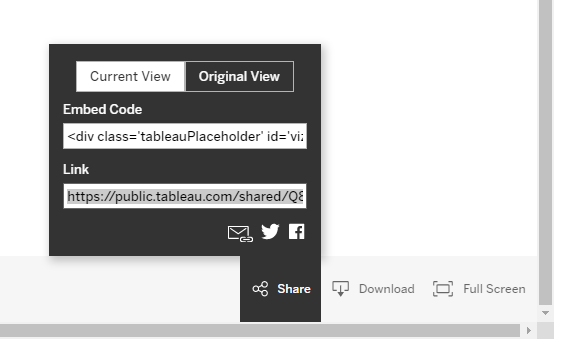 Current View Original View
Embed Code
<div class='tableauPlaceholder' id='viz
Link
https://public.tableau.com/shared/Q8
Share Download Full Screen